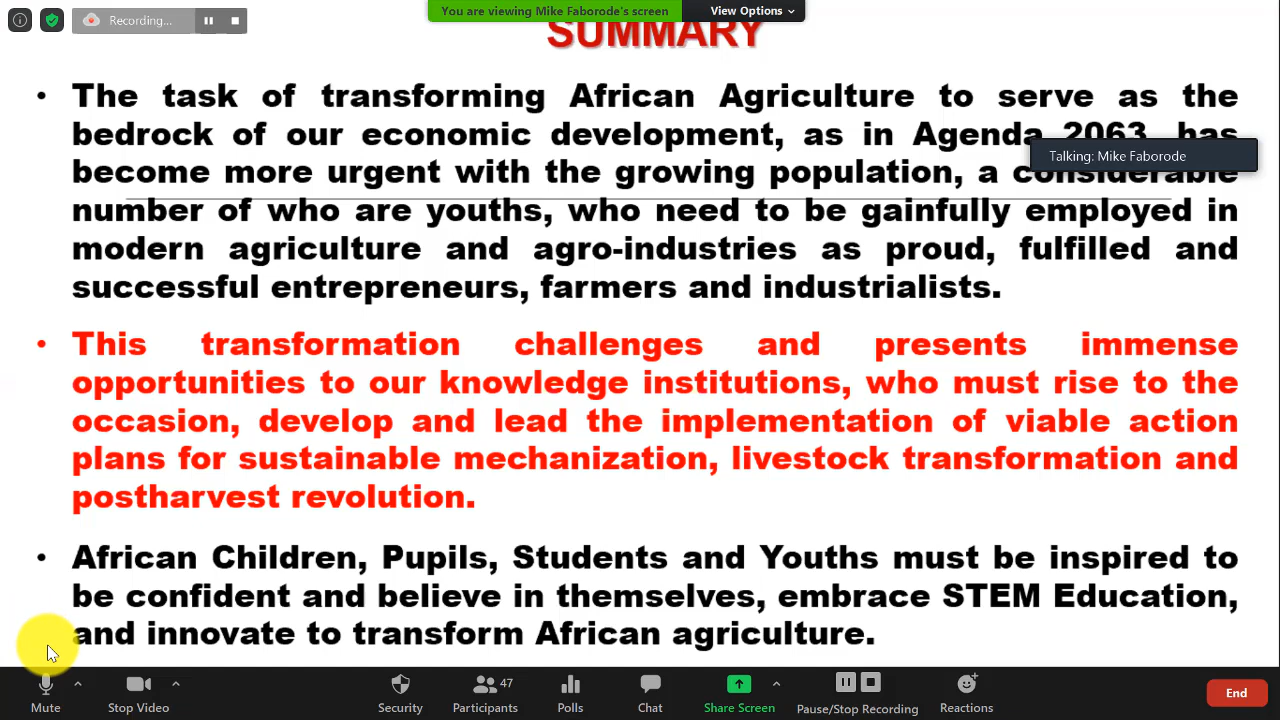 Recording...
You are viewing Mike Faborode's screen
View Options
SUMMARY
• The task of transforming African Agriculture to serve as the
bedrock of our economic development, as in Agenda 2063, has
Talking: Mike Faborode
become more urgent with the growing population, a considerable
number of who are youths, who need to be gainfully employed in
modern agriculture and agro-industries as proud, fulfilled and
successful entrepreneurs, farmers and industrialists.
• This transformation challenges and presents immense
opportunities to our knowledge institutions, who must rise to the
occasion, develop and lead the implementation of viable action
plans for sustainable mechanization, livestock transformation and
postharvest revolution.
• African Children, Pupils, Students and Youths must be inspired to
be confident and believe in themselves, embrace STEM Education,
and innovate to transform African agriculture.
Mute
Stop Video
Security
Participants 47
Polls
Chat
Share Screen
Pause/Stop Recording
Reactions
End